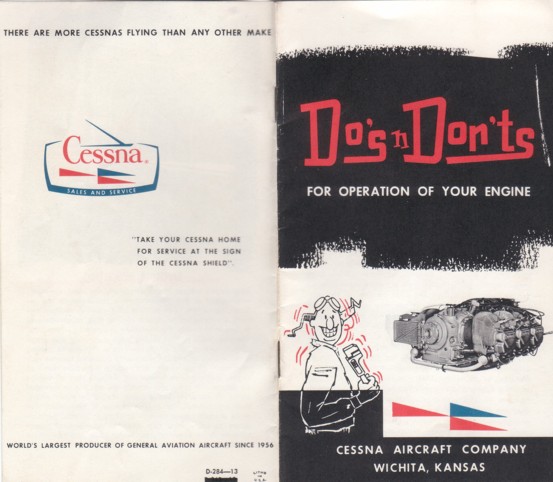 THERE ARE MORE CESSNAS FLYING THAN ANY OTHER MAKE
Cessna®
SALES AND SERVICE
"TAKE YOUR CESSNA HOME
FOR SERVICE AT THE SIGN
OF THE CESSNA SHIELD".
WORLD'S LARGEST PRODUCER OF GENERAL AVIATION AIRCRAFT SINCE 1956
D-284—13
Do's n Don'ts
FOR OPERATION OF YOUR ENGINE
CESSNA AIRCRAFT COMPANY
WICHITA, KANSAS